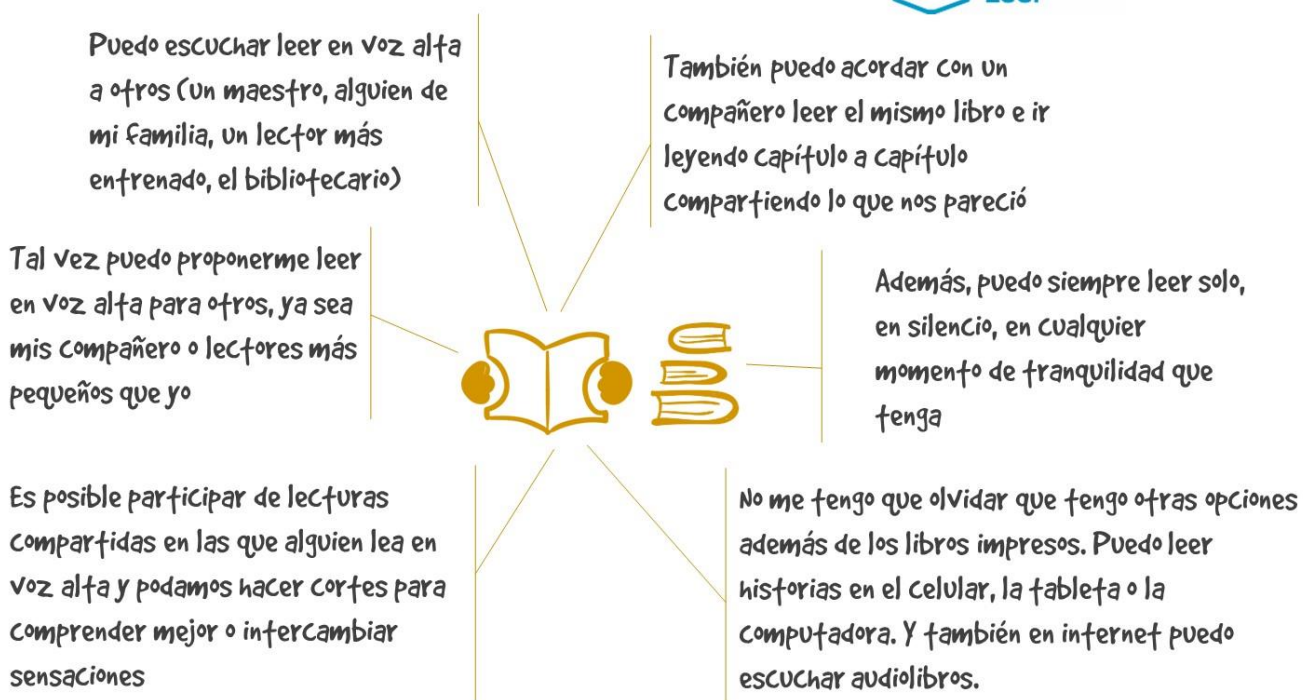 Puedo escuchar leer en voz alta
a otros (un maestro, alguien de
mi familia, un lector más
entrenado, el bibliotecario)
También puedo acordar con un
compañero leer el mismo libro e ir
leyendo capítulo a capítulo
compartiendo lo que nos pareció
Tal vez puedo proponerme leer
en voz alta para otros, ya sea
mis compañero o lectores más
pequeños que yo
Además, puedo siempre leer solo,
en silencio, en cualquier
momento de tranquilidad que
tenga
Es posible participar de lecturas
compartidas en las que alguien lea en
voz alta y podamos hacer cortes para
comprender mejor o intercambiar
sensaciones
No me tengo que olvidar que tengo otras opciones
además de los libros impresos. Puedo leer
historias en el celular, la tableta o la
computadora. Y también en internet puedo
escuchar audiolibros.